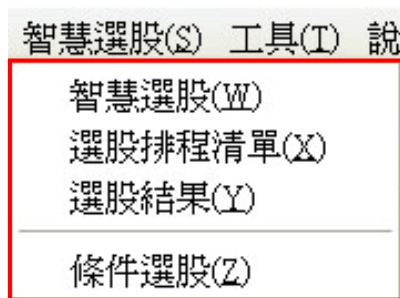 智慧選股(S) 工具(T) 說
智慧選股(W)
選股排程清單(X)
選股結果(Y)
條件選股(Z)